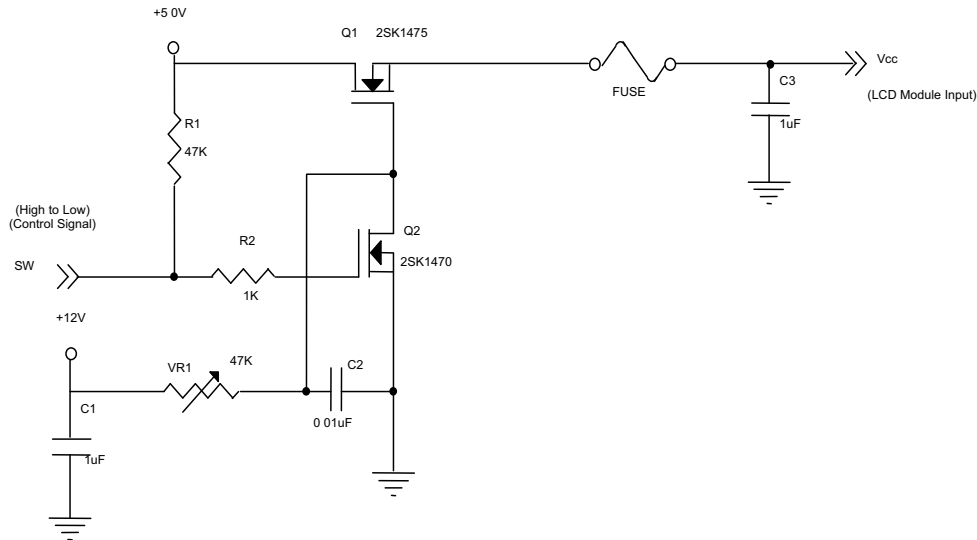 +5 0V
Q1 2SK1475
Vcc
C3
FUSE
(LCD Module Input)
R1
1uF
47K
(High to Low)
(Control Signal)
Q2
R2
SW
2SK1470
1K
+12V
VR1
47K
C2
C1
0 01uF
1uF